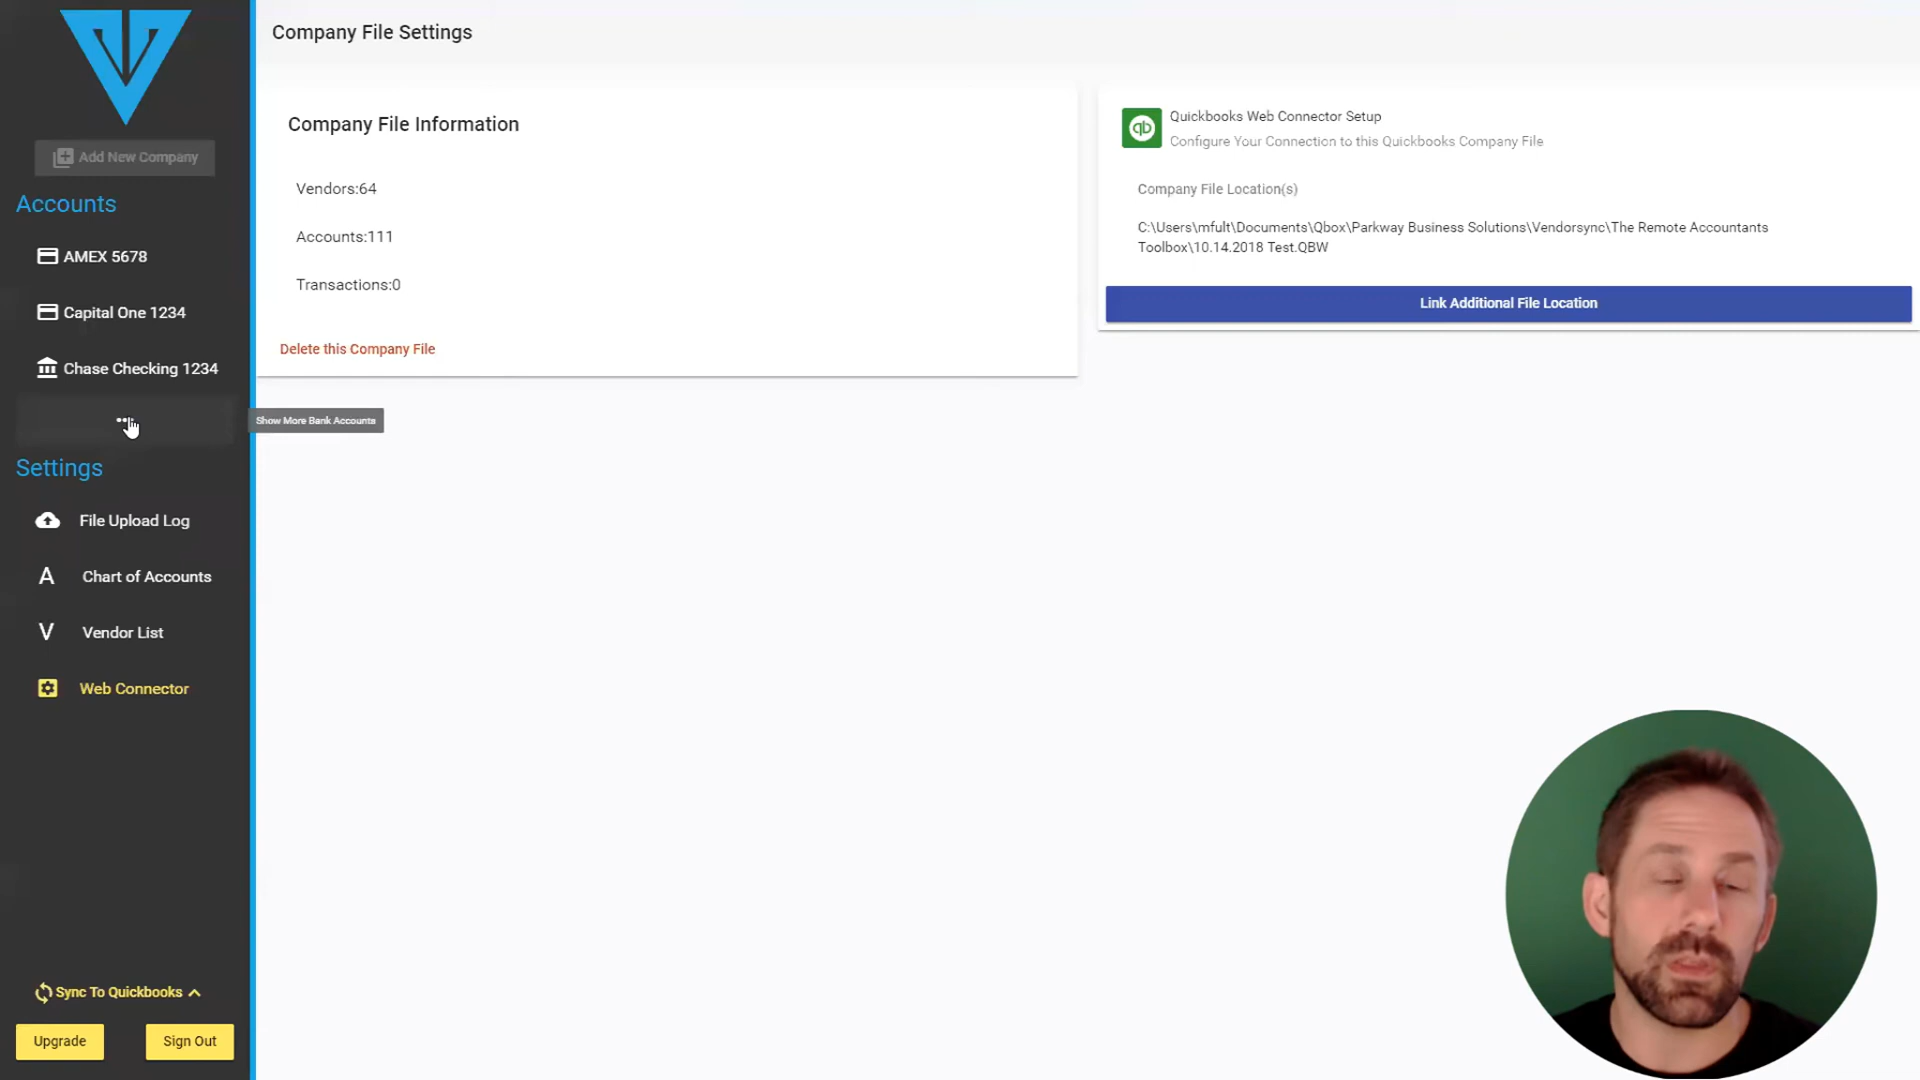 Company File Settings
Add New Company
Accounts
AMEX 5678
Capital One 1234
Chase Checking 1234
Show More Bank Accounts
Settings
File Upload Log
A Chart of Accounts
V Vendor List
Web Connector
Sync To Quickbooks
Upgrade
Sign Out
Company File Information
Vendors:64
Accounts:111
Transactions:0
Delete this Company File
qb
Quickbooks Web Connector Setup
Configure Your Connection to this Quickbooks Company File
Company File Location(s)
C:\Users\mfult\Documents\Qbox\Parkway Business Solutions\Vendorsync\The Remote Accountants
Toolbox\10.14.2018 Test.QBW
Link Additional File Location